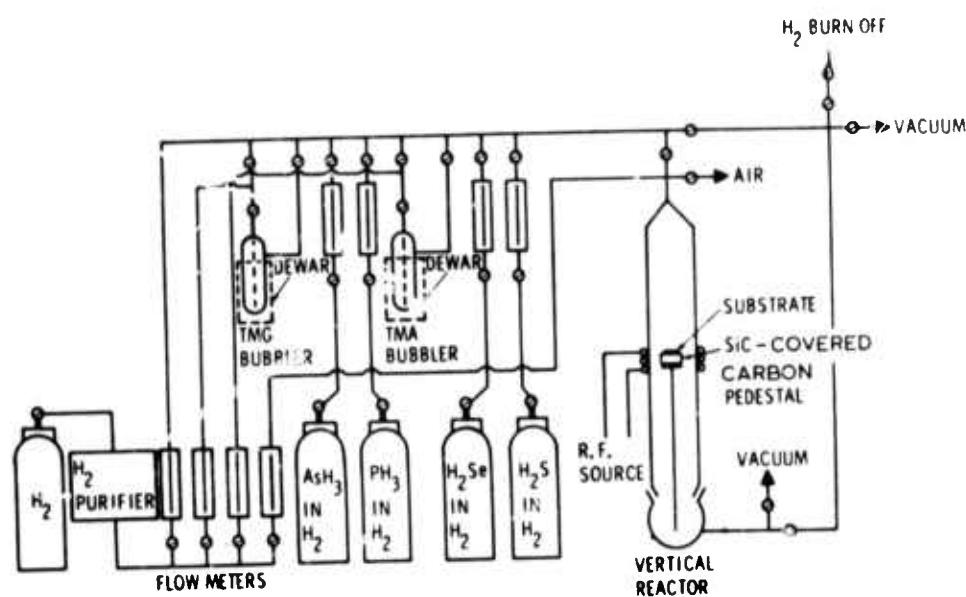 H2 BURN OFF
VACUUM
AIR
DEWAR
DEWAR
TMG
TMA
BUBBLER
SUBSTRATE
SiC-COVERED
CARBON
PEDESTAL
R.F.
SOURCE
VACUUM
H2
H2
PURIFIER
AsH3
IN
H2
PH3
IN
H2
H2Se
IN
H2
H2S
IN
H2
FLOW METERS
VERTICAL
REACTOR